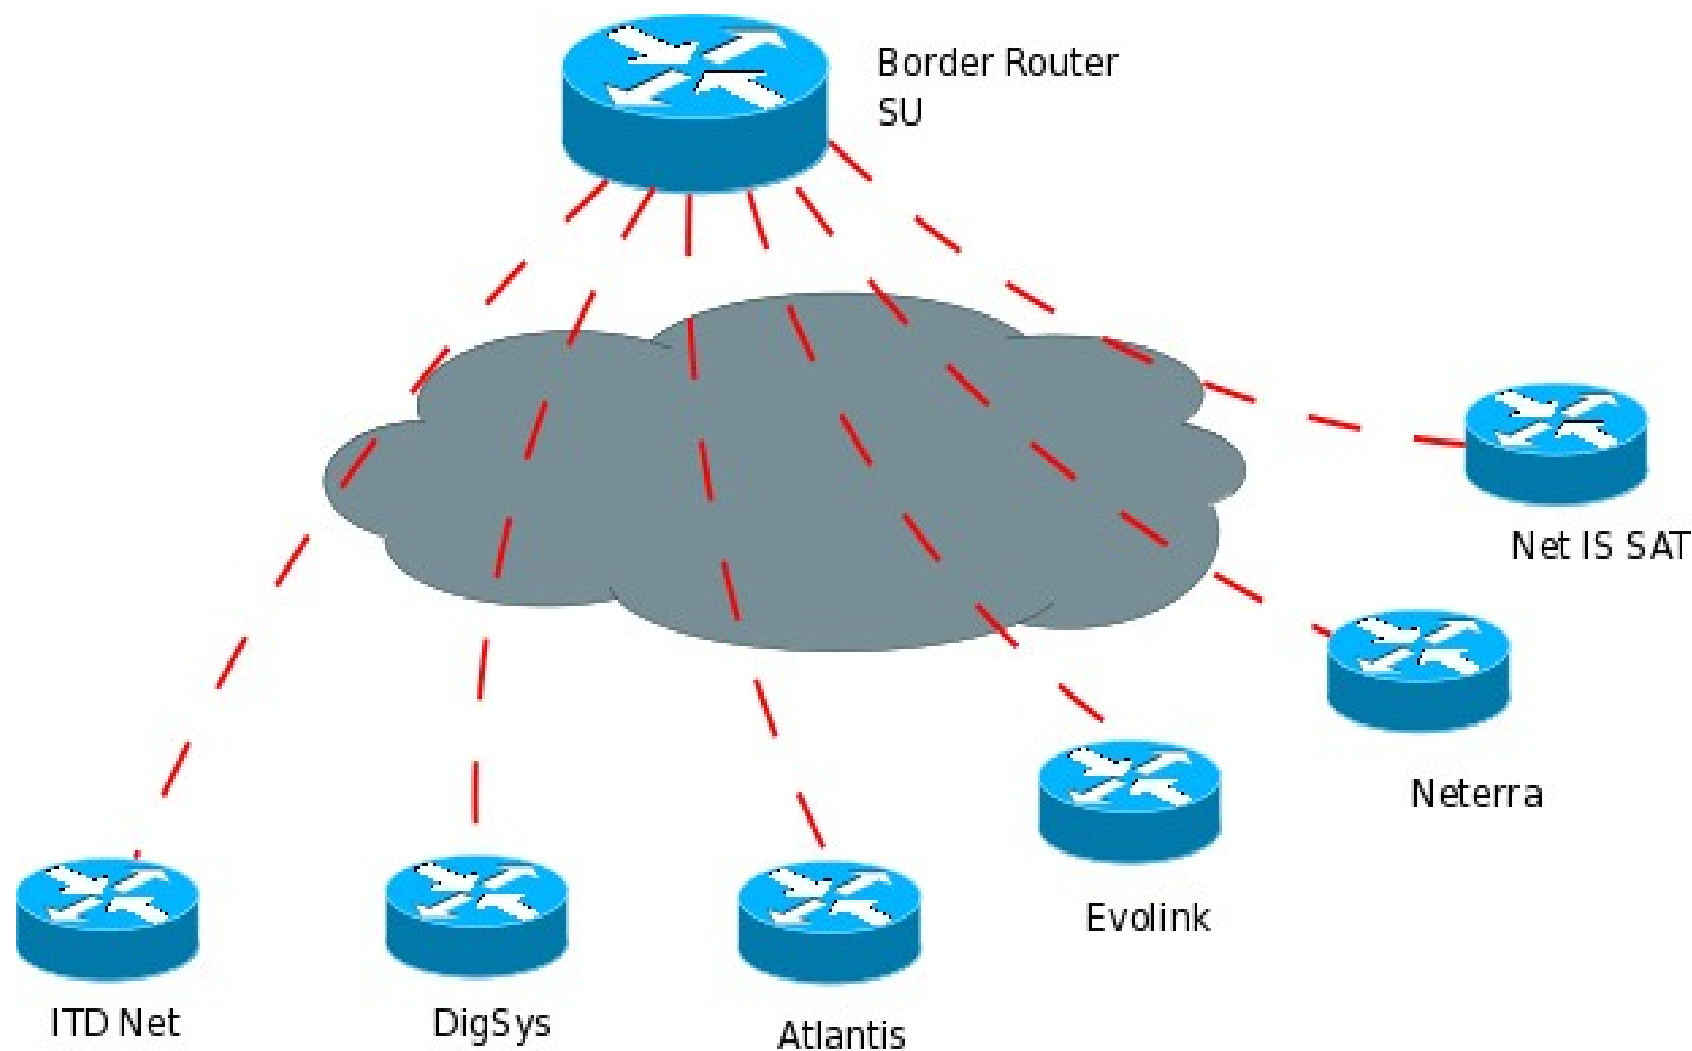 Border Router
SU
Net IS SAT
Neterra
Evolink
ITD Net
DigSys
Atlantis